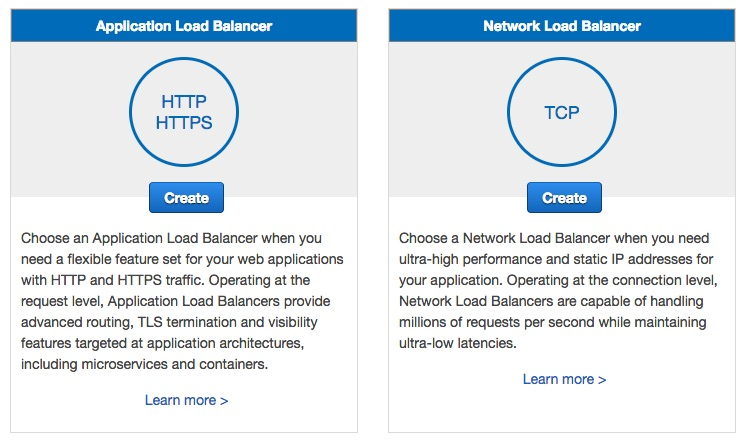 Application Load Balancer
HTTP
HTTPS
Create
Choose an Application Load Balancer when you
need a flexible feature set for your web applications
with HTTP and HTTPS traffic. Operating at the
request level, Application Load Balancers provide
advanced routing, TLS termination and visibility
features targeted at application architectures,
including microservices and containers.
Learn more >
Network Load Balancer
TCP
Create
Choose a Network Load Balancer when you need
ultra-high performance and static IP addresses for
your application. Operating at the connection level,
Network Load Balancers are capable of handling
millions of requests per second while maintaining
ultra-low latencies.
Learn more >